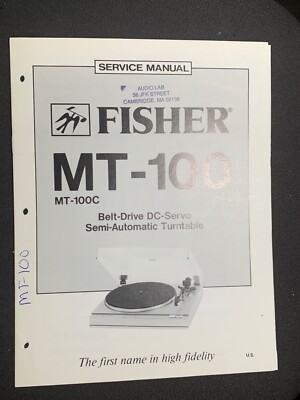 SERVICE MANUAL
AUDIO LAB
36 JFK STREET
CAMBRIDGE, MA 02138
FISHER®
MT-100
MT-100C
Belt-Drive DC-Servo
Semi-Automatic Turntable
MT-100
The first name in high fidelity
U.S.